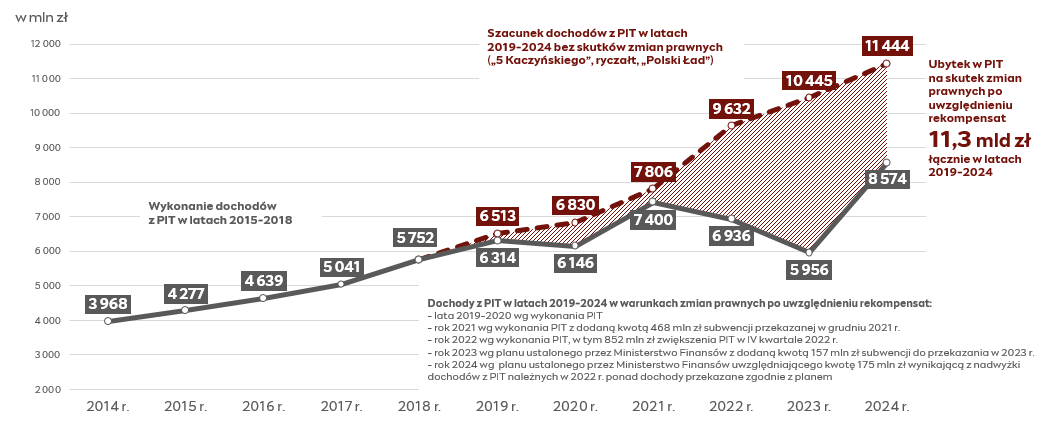 w mln zł
12 000
11 000
10 000
9 000
8 000
7 000
6 000
5 000
4 000
3 000
2 000
Szacunek dochodów z PIT w latach
2019-2024 bez skutków zmian prawnych
(„5 Kaczyńskiego”, ryczałt, „Polski Ład”)
Wykonanie dochodów
z PIT w latach 2015-2018
3 968
4 277
4 639
5 041
5 752
6 513
6 830
7 806
9 632
10 445
11 444
6 314
6 146
7 400
6 936
5 956
8 574
Ubytek w PIT
na skutek zmian
prawnych po
uwzględnieniu
rekompensat
11,3 mld zł
łącznie w latach
2019-2024
Dochody z PIT w latach 2019-2024 w warunkach zmian prawnych po uwzględnieniu rekompensat:
- lata 2019-2020 wg wykonania PIT
- rok 2021 wg wykonania PIT z dodaną kwotą 468 mln zł subwencji przekazanej w grudniu 2021 r.
- rok 2022 wg wykonania PIT, w tym 852 mln zł zwiększenia PIT w IV kwartale 2022 r.
- rok 2023 wg planu ustalonego przez Ministerstwo Finansów z dodaną kwotą 157 mln zł subwencji do przekazania w 2023 r.
- rok 2024 wg planu ustalonego przez Ministerstwo Finansów uwzględniającego kwotę 175 mln zł wynikającą z nadwyżki
dochodów z PIT należnych w 2022 r. ponad dochody przekazane zgodnie z planem
2014 r.
2015 r.
2016 r.
2017 r.
2018 r.
2019 r.
2020 r.
2021 r.
2022 r.
2023 r.
2024 r.